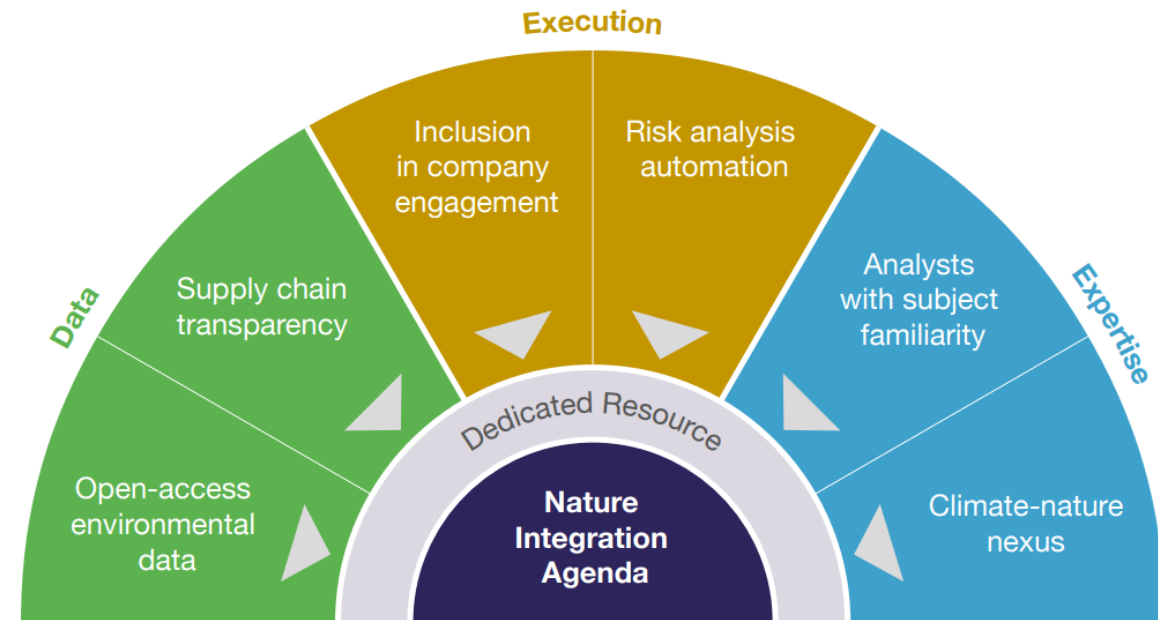 Execution
Inclusion
in company
engagement
Risk analysis
automation
Data
Supply chain
transparency
Analysts
with subject
familiarity
Expertise
Open-access
environmental
data
Climate-nature
nexus
Dedicated Resource
Nature
Integration
Agenda